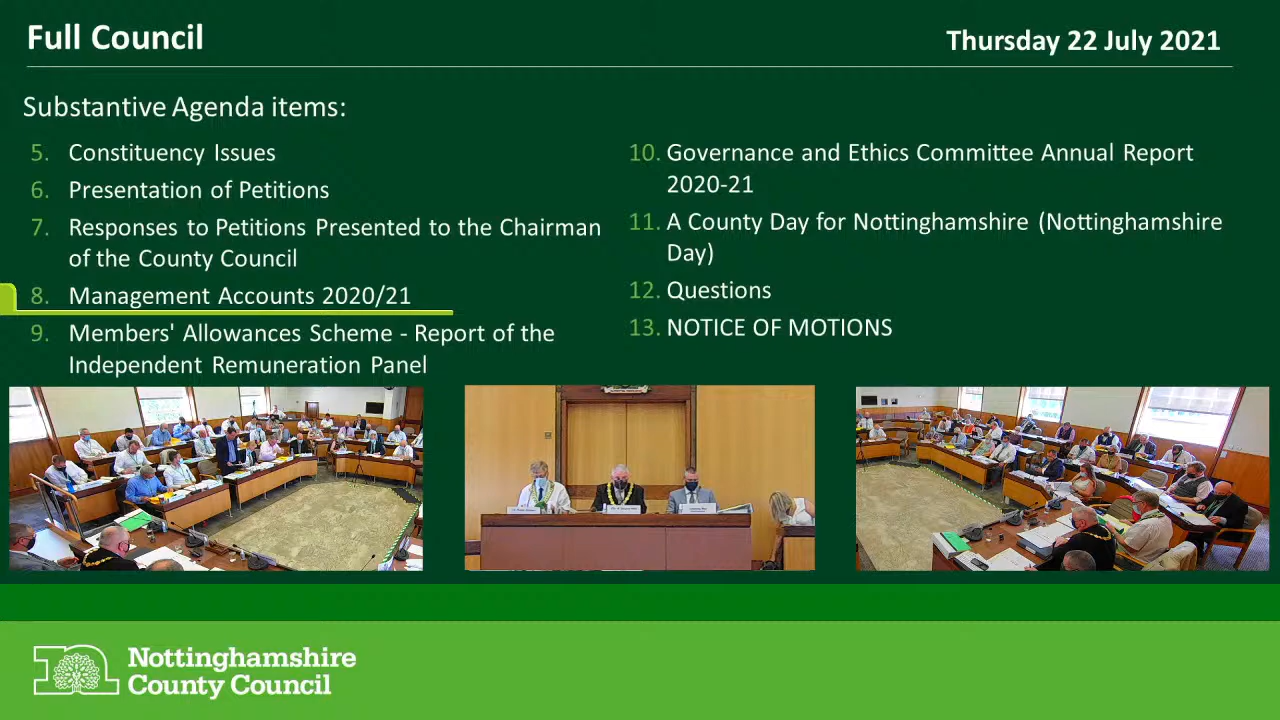 Full Council
Thursday 22 July 2021
Substantive Agenda items:
5. Constituency Issues
6. Presentation of Petitions
7. Responses to Petitions Presented to the Chairman
of the County Council
8. Management Accounts 2020/21
9. Members' Allowances Scheme - Report of the
Independent Remuneration Panel
10. Governance and Ethics Committee Annual Report
2020-21
11. A County Day for Nottinghamshire (Nottinghamshire
Day)
12. Questions
13. NOTICE OF MOTIONS
Nottinghamshire
County Council